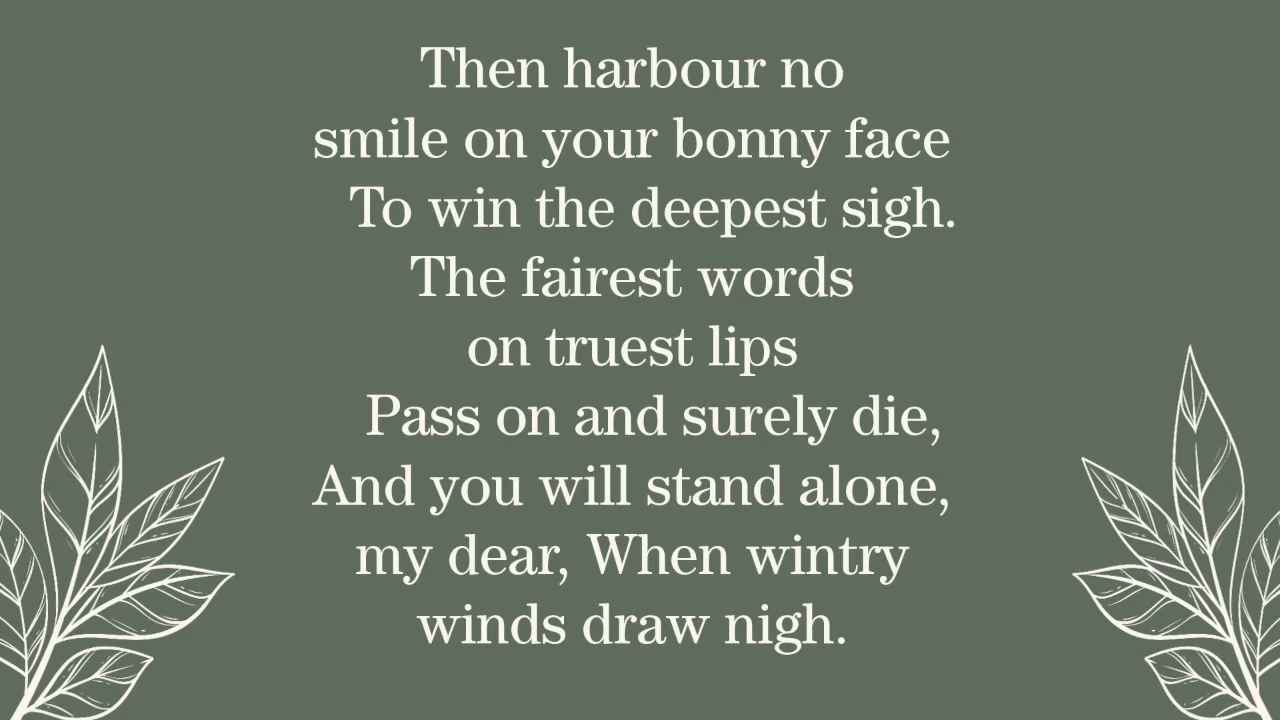 Then harbour no
smile on your bonny face
To win the deepest sigh.
The fairest words
on truest lips
Pass on and surely die,
And you will stand alone,
my dear, When wintry
winds draw nigh.